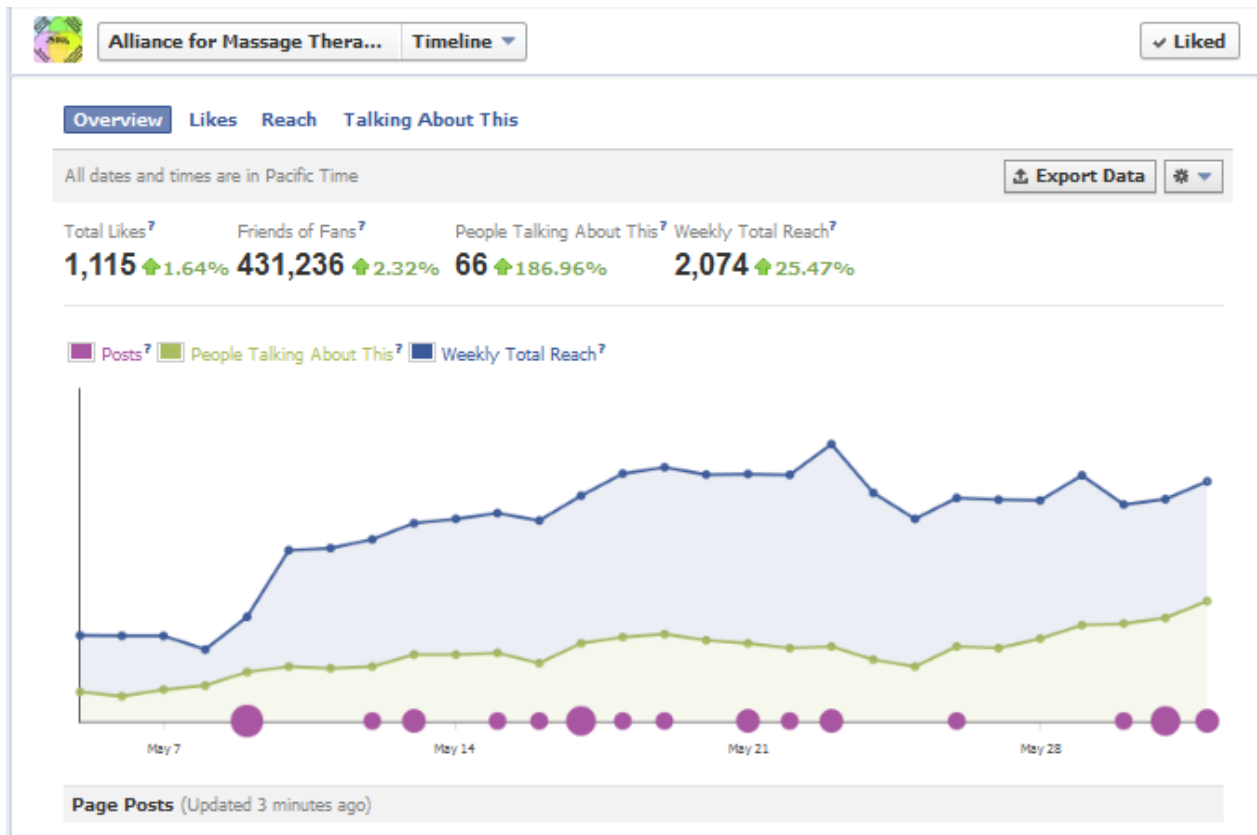 Alliance for Massage Thera... Timeline Liked
Overview Likes Reach Talking About This
All dates and times are in Pacific Time Export Data
Total Likes? Friends of Fans? People Talking About This? Weekly Total Reach?
1,115 1.64% 431,236 2.32% 66 186.96% 2,074 25.47%
Posts? People Talking About This? Weekly Total Reach?
May 7 May 14 May 21 May 28
Page Posts (Updated 3 minutes ago)